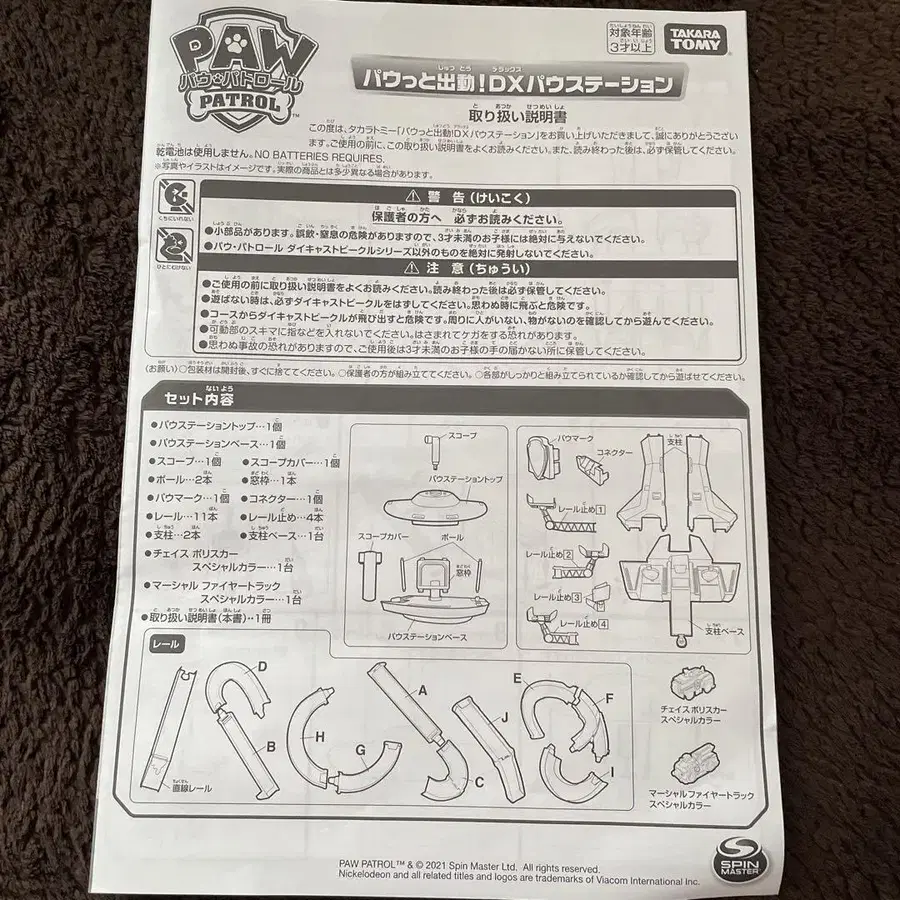 PAW
パウ・パトロール
PATROL™
対象年齢
3才以上
TAKARA
TOMY
パウっと出動！DXパウステーション
取り扱い説明書
この度は、タカラトミー「パウっと出動！DXパウステーション」をお買い上げいただきまして、誠にありがとうござい
ます。ご使用の前に、この取り扱い説明書をよくお読みください。また、読み終わった後は、必ず保管してください。
乾電池は使用しません。NO BATTERIES REQUIRES.
※写真やイラストはイメージです。実際の商品とは多少異なる場合があります。
くちにいれない
ひとにむけない
⚠ 警告（けいこく）
保護者の方へ 必ずお読みください。
●小部品があります。誤飲・窒息の危険がありますので、3才未満のお子様には絶対に与えないでください。
●パウ・パトロール ダイキャストビークルシリーズ以外のものを絶対に発射しないでください。
⚠ 注意（ちゅうい）
●ご使用の前に取り扱い説明書をよくお読みください。読み終わった後は必ず保管してください。
●遊ばない時は、必ずダイキャストビークルをはずしてください。思わぬ時に飛ぶと危険です。
●コースからダイキャストビークルが飛び出すと危険です。周りに人がいない、物がないのを確認してから遊んでください。
●可動部のスキマに指などを入れないでください。はさまれてケガをする恐れがあります。
●思わぬ事故の恐れがありますので、ご使用後は3才未満のお子様の手の届かない所に保管してください。
〈お願い〉○包装材は開封後、すぐに捨ててください。○保護者の方が組み立ててください。○各部がしっかりと組み立てられているか確認してから遊ばせてください。
セット内容
●パウステーショントップ…1個
●パウステーションベース…1個
●スコープ…1個 ●スコープカバー…1個
●ポール…2本 ●窓枠…1本
●パウマーク…1個 ●コネクター…1個
●レール…11本 ●レール止め…4本
●支柱…2本 ●支柱ベース…1台
●チェイス ポリスカー
スペシャルカラー…1台
●マーシャル ファイヤートラック
スペシャルカラー…1台
●取り扱い説明書（本書）…1冊
スコープ
パウステーショントップ
スコープカバー
ポール
窓枠
パウステーションベース
パウマーク
コネクター
支柱
レール止め1
レール止め2
レール止め3
レール止め4
支柱ベース
レール
D
A
E
F
J
H
B
G
C
I
直線レール
チェイス ポリスカー
スペシャルカラー
マーシャル ファイヤートラック
スペシャルカラー
PAW PATROL™ & © 2021 Spin Master Ltd. All rights reserved.
Nickelodeon and all related titles and logos are trademarks of Viacom International Inc.
SPIN
MASTER